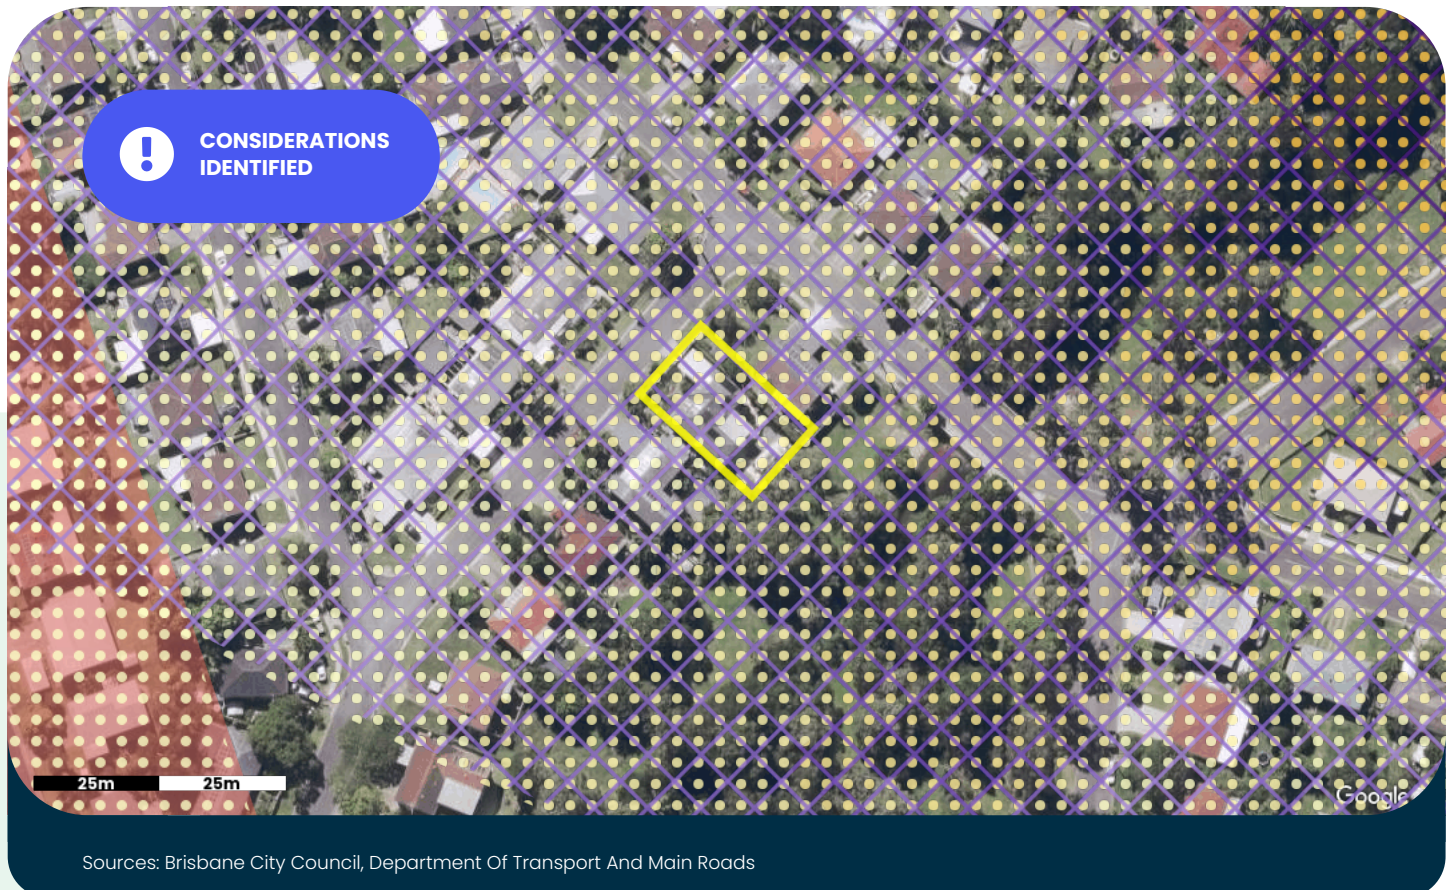 CONSIDERATIONS
IDENTIFIED
25m 25m
Google
Sources: Brisbane City Council, Department Of Transport And Main Roads